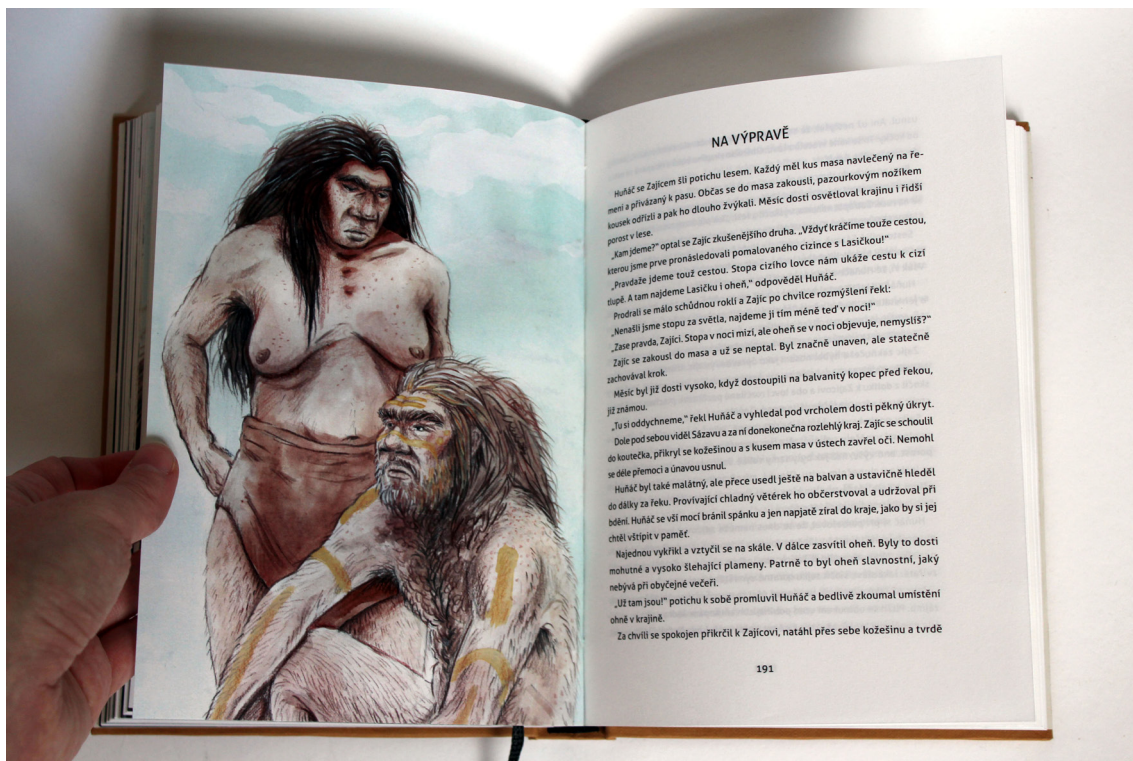 NA VÝPRAVĚ
Huňáč se Zajícem šli potichu lesem. Každý měl kus masa navlečený na ře-
meni a přivázaný k pasu. Občas se do masa zakousli, pazourkovým nožíkem
kousek odřízli a pak ho dlouho žvýkali. Měsíc dosti osvětloval krajinu i řidší
porost v lese.
„Kam jdeme?“ optal se Zajíc zkušenějšího druha. „Vždyť kráčíme touže cestou,
kterou jsme prve pronásledovali pomalovaného cizince s Lasičkou!“
„Pravdaže jdeme touž cestou. Stopa cizího lovce nám ukáže cestu k cizí
tlupě. A tam najdeme Lasičku i oheň,“ odpověděl Huňáč.
Prodrali se málo schůdnou roklí a Zajíc po chvilce rozmýšlení řekl:
„Nenašli jsme stopu za světla, najdeme ji tím méně teď v noci!“
„Zase pravda, Zajíci. Stopa v noci mizí, ale oheň se v noci objevuje, nemyslíš?“
Zajíc se zakousl do masa a už se neptal. Byl značně unaven, ale statečně
zachovával krok.
Měsíc byl již dosti vysoko, když dostoupili na balvanitý kopec před řekou,
již známou.
„Tu si oddychneme,“ řekl Huňáč a vyhledal pod vrcholem dosti pěkný úkryt.
Dole pod sebou viděl Sázavu a za ní donekonečna rozlehlý kraj. Zajíc se schoulil
do koutečka, přikryl se kožešinou a s kusem masa v ústech zavřel oči. Nemohl
se déle přemoci a únavou usnul.
Huňáč byl také malátný, ale přece usedl ještě na balvan a ustavičně hleděl
do dálky za řeku. Provívající chladný větérek ho občerstvoval a udržoval při
bdění. Huňáč se vší mocí bránil spánku a jen napjatě zíral do kraje, jako by si jej
chtěl vštípit v paměť.
Najednou vykřikl a vztyčil se na skále. V dálce zasvítil oheň. Byly to dosti
mohutné a vysoko šlehající plameny. Patrně to byl oheň slavnostní, jaký
nebývá při obyčejné večeři.
„Už tam jsou!“ potichu k sobě promluvil Huňáč a bedlivě zkoumal umístění
ohně v krajině.
Za chvíli se spokojen přikrčil k Zajícovi, natáhl přes sebe kožešinu a tvrdě
191